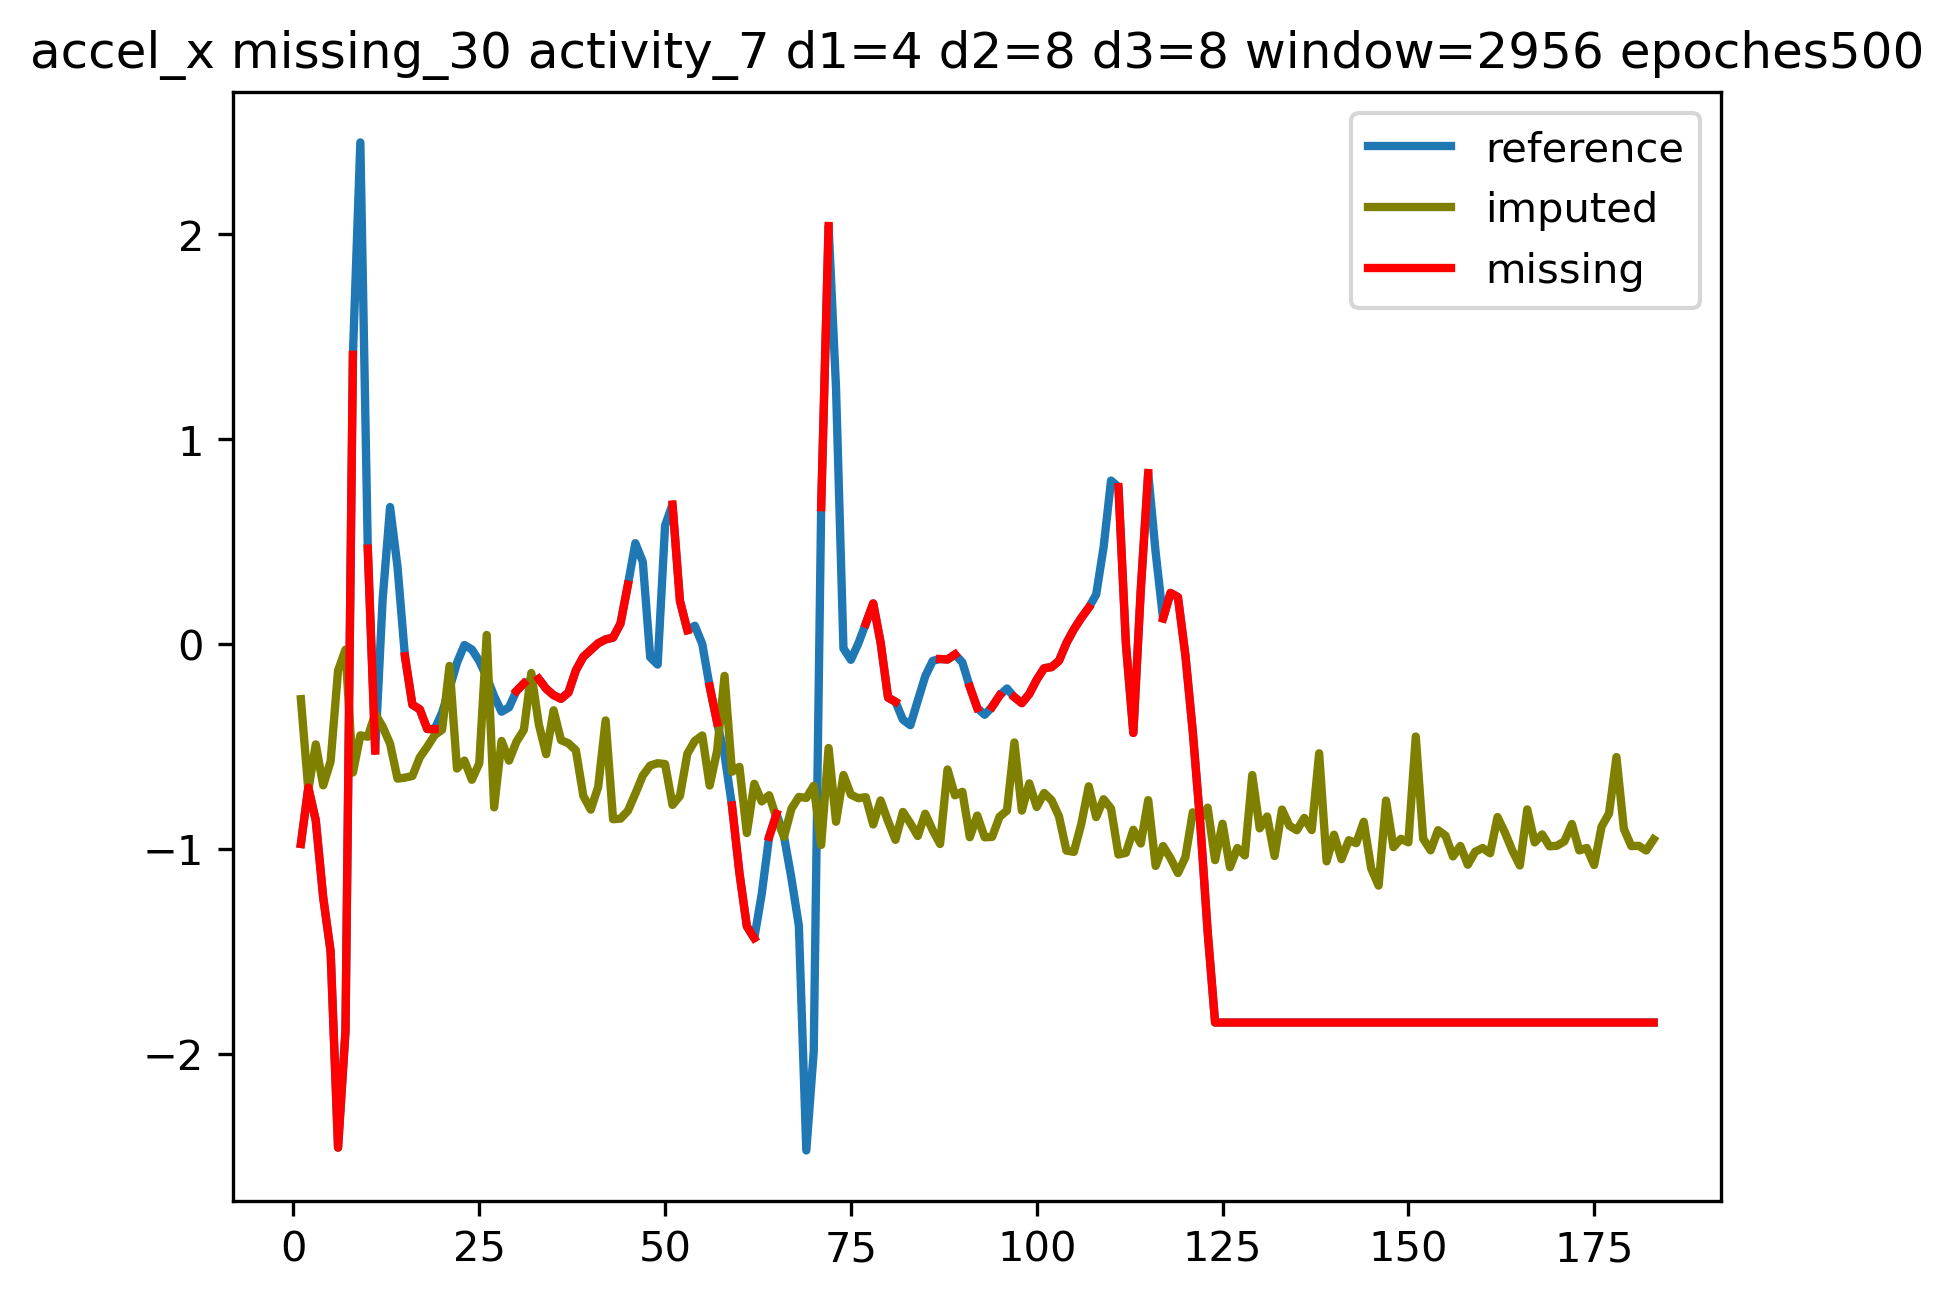 accel_x missing_30 activity_7 d1=4 d2=8 d3=8 window=2956 epoches500
reference
imputed
missing
2
1
0
−1
−2
0 25 50 75 100 125 150 175